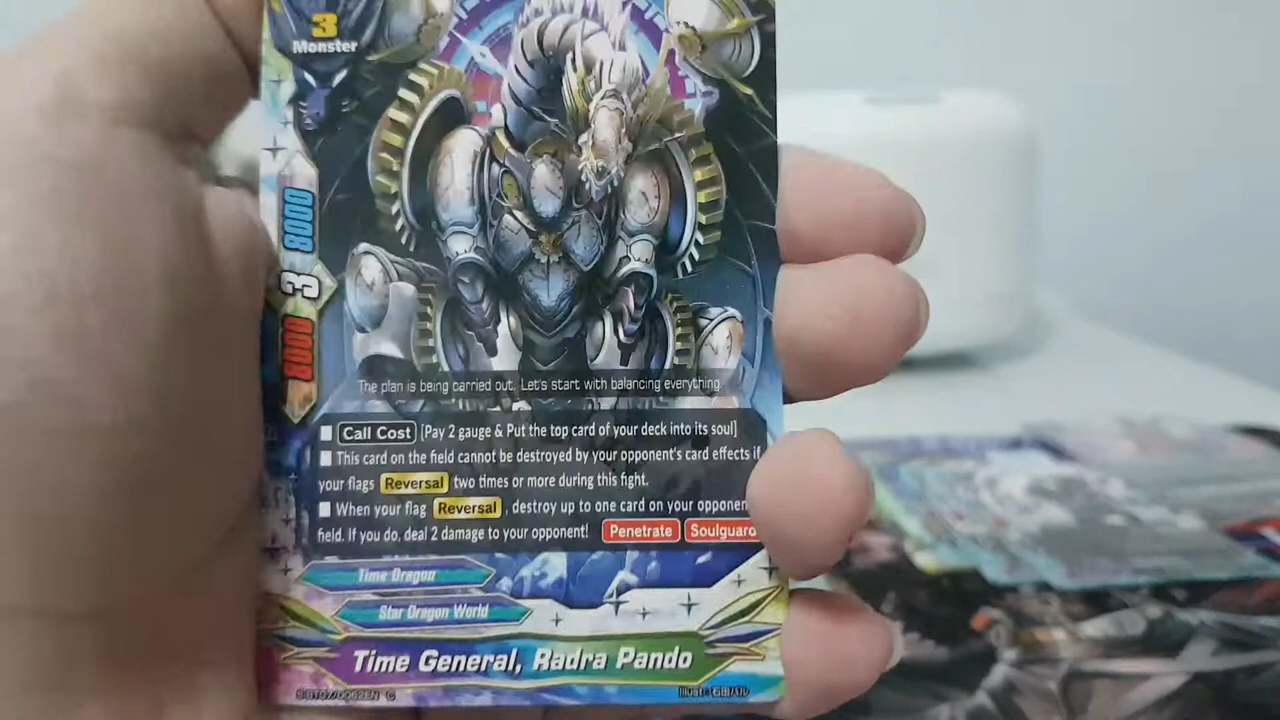 3
Monster
8000
3
8000
The plan is being carried out. Let's start with balancing everything
Call Cost [Pay 2 gauge & Put the top card of your deck into its soul]
This card on the field cannot be destroyed by your opponent's card effects if
your flags Reversal two times or more during this fight.
When your flag Reversal, destroy up to one card on your opponen
field. If you do, deal 2 damage to your opponent! Penetrate Soulguard
Time Dragon
Star Dragon World
Time General, Radra Pando
S-BT07/0062EN C
Illust: